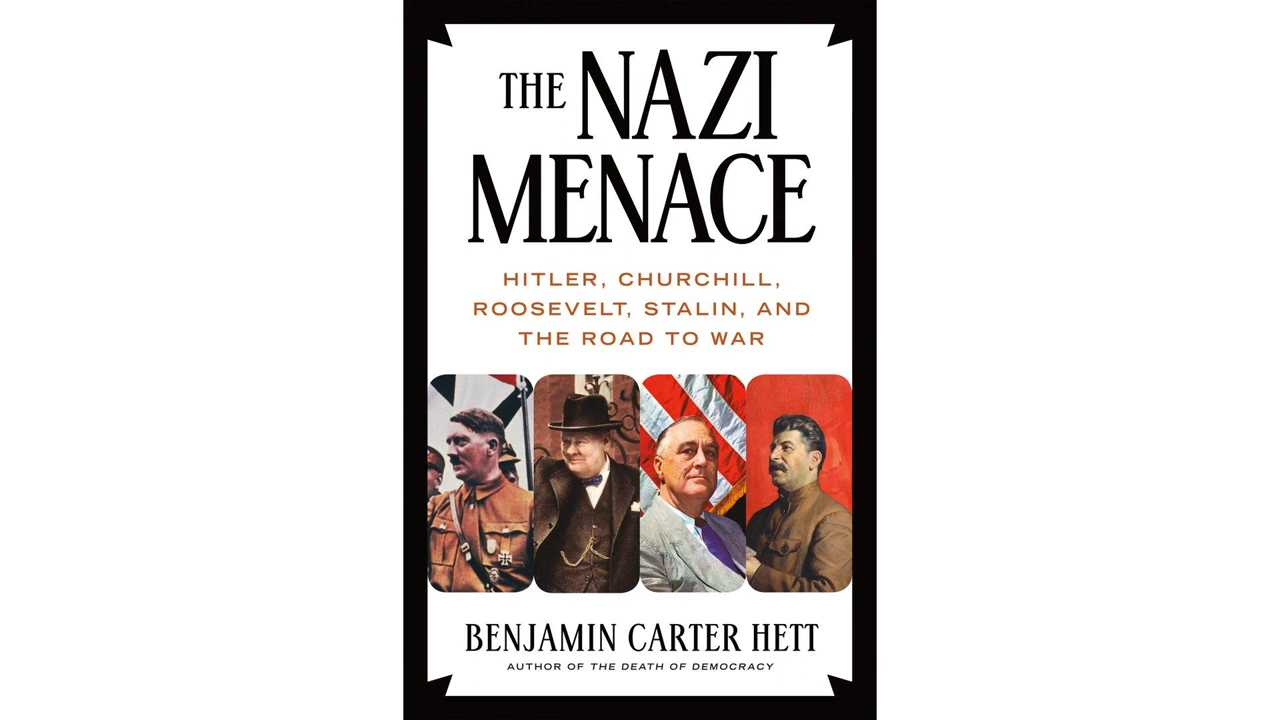 THE NAZI
MENACE
HITLER, CHURCHILL,
ROOSEVELT, STALIN, AND
THE ROAD TO WAR
BENJAMIN CARTER HETT
AUTHOR OF THE DEATH OF DEMOCRACY